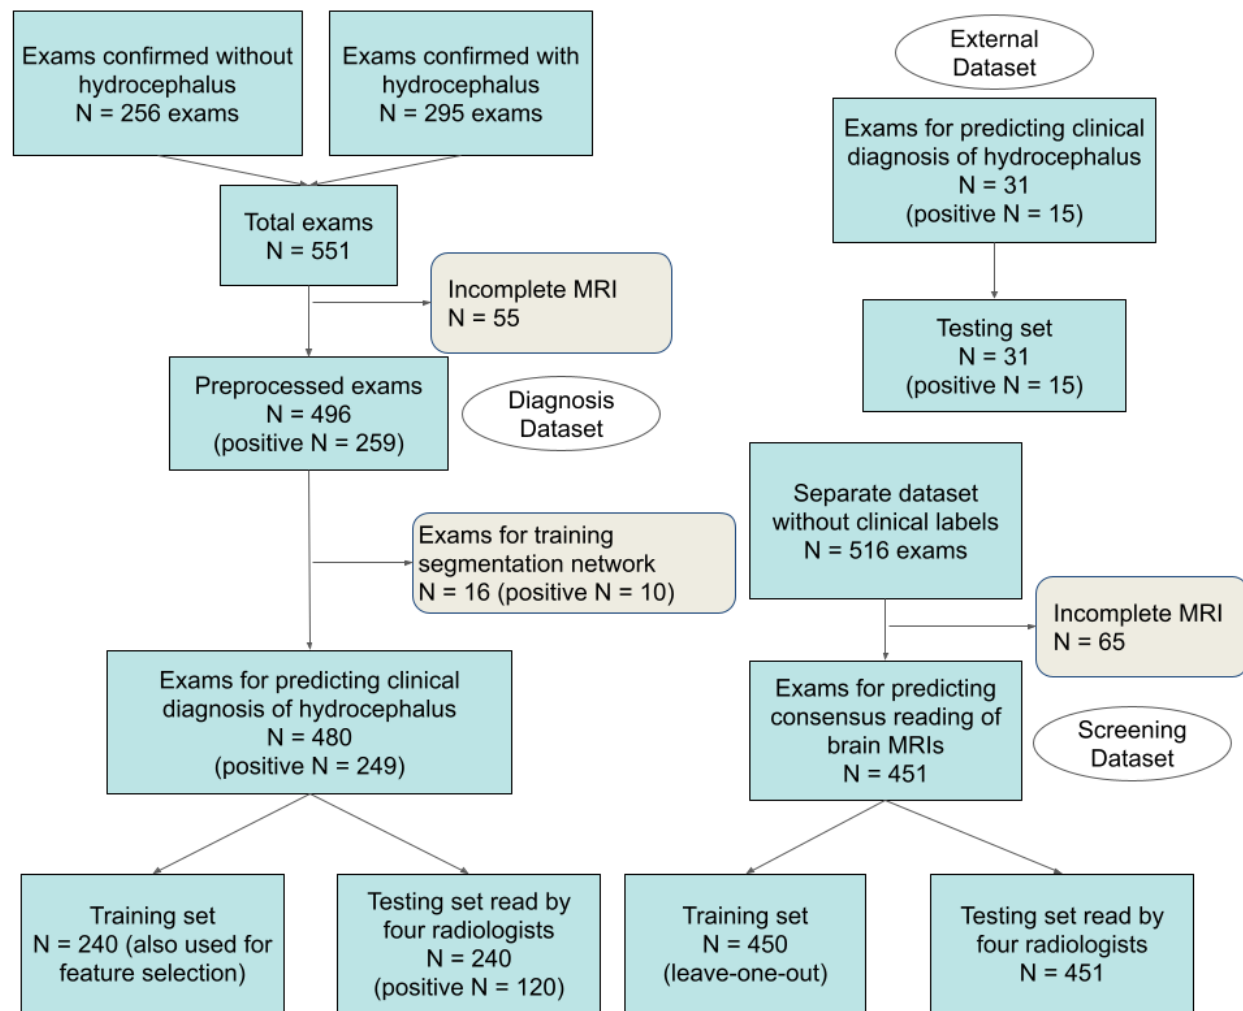 Exams confirmed without
hydrocephalus
N = 256 exams
Exams confirmed with
hydrocephalus
N = 295 exams
Total exams
N = 551
Incomplete MRI
N = 55
Preprocessed exams
N = 496
(positive N = 259)
Diagnosis
Dataset
Exams for training
segmentation network
N = 16 (positive N = 10)
Exams for predicting clinical
diagnosis of hydrocephalus
N = 480
(positive N = 249)
Training set
N = 240 (also used for
feature selection)
Testing set read by
four radiologists
N = 240
(positive N = 120)
External
Dataset
Exams for predicting clinical
diagnosis of hydrocephalus
N = 31
(positive N = 15)
Testing set
N = 31
(positive N = 15)
Separate dataset
without clinical labels
N = 516 exams
Incomplete MRI
N = 65
Exams for predicting
consensus reading of
brain MRIs
N = 451
Screening
Dataset
Training set
N = 450
(leave-one-out)
Testing set read by
four radiologists
N = 451